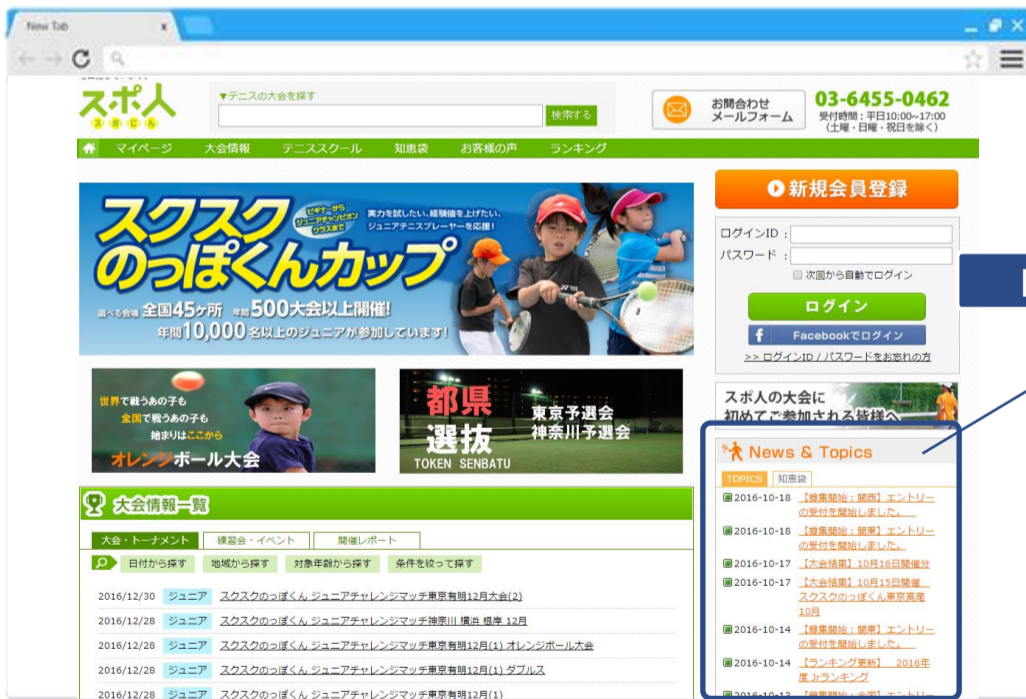 New Tab
スポ人
スポじん
▼テニスの大会を探す
検索する
お問合わせ
メールフォーム
03-6455-0462
受付時間：平日10:00~17:00
(土曜・日曜・祝日を除く)
マイページ 大会情報 テニススクール 知恵袋 お客様の声 ランキング
スクスク
のっぽくんカップ
ビギナーから
ジュニアチャンピオン
クラスまで
実力を試したい、経験値を上げたい、
ジュニアテニスプレーヤーを応援!
選べる会場 全国45ヶ所 年間500大会以上開催!
年間10,000名以上のジュニアが参加しています!
新規会員登録
ログインID：
パスワード：
次回から自動でログイン
ログイン
f Facebookでログイン
>> ログインID / パスワードをお忘れの方
世界で戦うあの子も
全国で戦うあの子も
始まりはここから
オレンジボール大会
都県
選抜
TOKEN SENBATU
東京予選会
神奈川予選会
スポ人の大会に
初めてご参加される皆様へ
News & Topics
TOPICS 知恵袋
2016-10-18 【募集開始：関西】エントリー
の受付を開始しました。
2016-10-18 【募集開始：関東】エントリー
の受付を開始しました。
2016-10-17 【大会結果】10月16日開催分
2016-10-17 【大会結果】10月15日開催
スクスクのっぽくん東京高尾
10月
2016-10-14 【募集開始：関東】エントリー
の受付を開始しました。
2016-10-14 【ランキング更新】 2016年
度 Jrランキング
大会情報一覧
大会・トーナメント 練習会・イベント 開催レポート
日付から探す 地域から探す 対象年齢から探す 条件を絞って探す
2016/12/30 ジュニア スクスクのっぽくん ジュニアチャレンジマッチ東京有明12月大会(2)
2016/12/28 ジュニア スクスクのっぽくん ジュニアチャレンジマッチ神奈川 横浜 根岸 12月
2016/12/28 ジュニア スクスクのっぽくん ジュニアチャレンジマッチ東京有明12月(1) オレンジボール大会
2016/12/28 ジュニア スクスクのっぽくん ジュニアチャレンジマッチ東京有明12月(1) ダブルス
2016/12/28 ジュニア スクスクのっぽくん ジュニアチャレンジマッチ東京有明12月(1)